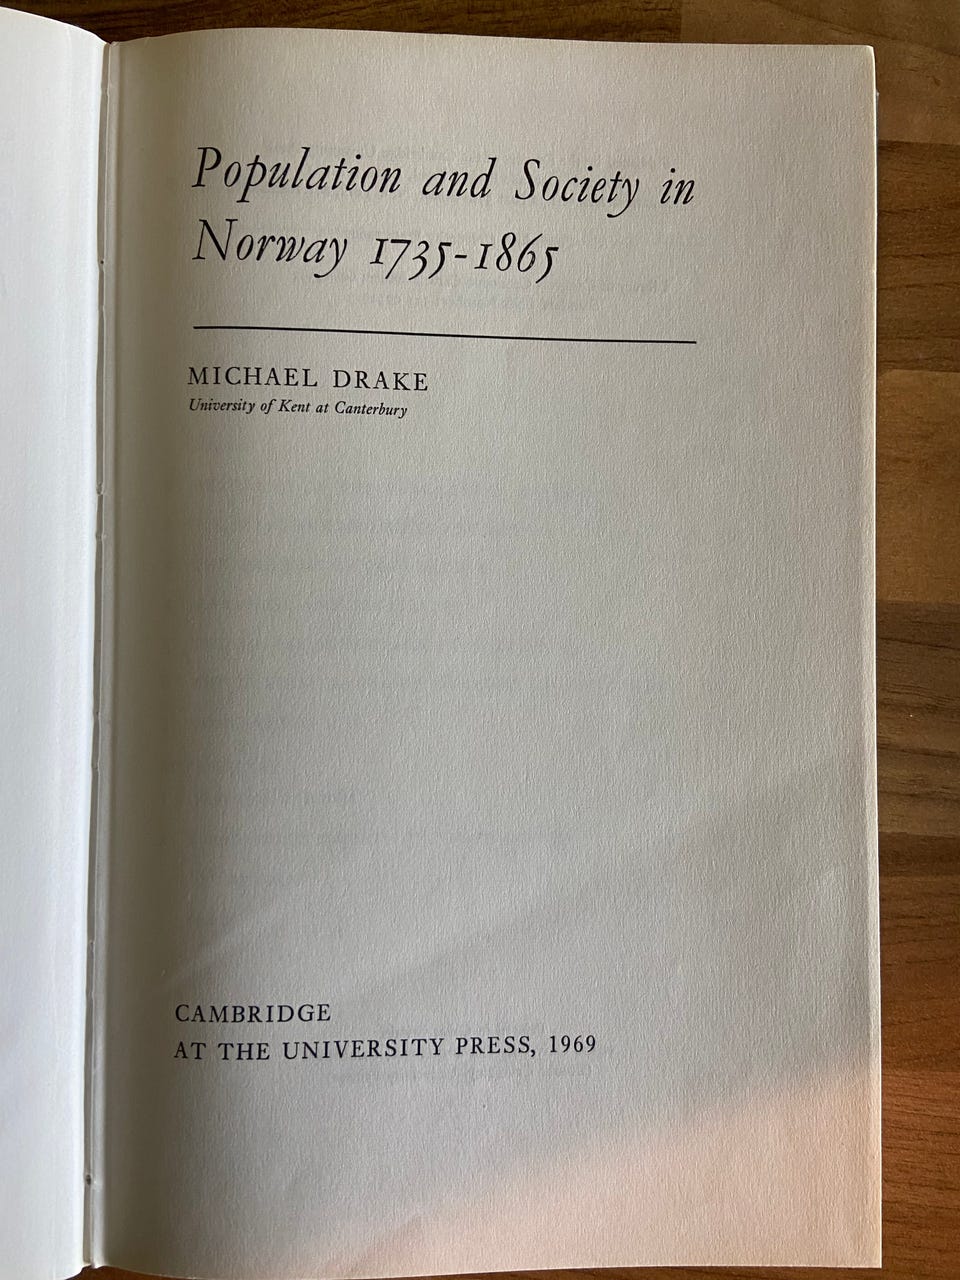 Population and Society in
Norway 1735-1865
MICHAEL DRAKE
University of Kent at Canterbury
CAMBRIDGE
AT THE UNIVERSITY PRESS, 1969